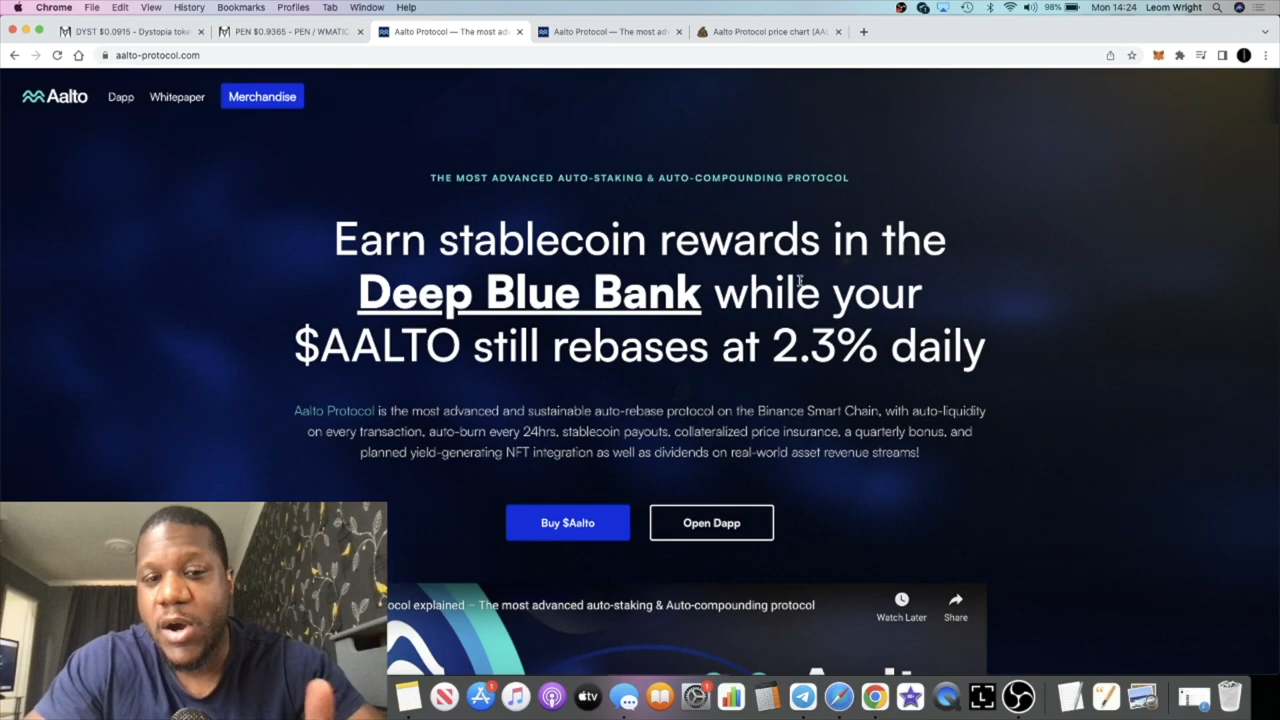 Chrome File Edit View History Bookmarks Profiles Tab Window Help 98% Mon 14:24 Leom Wright
DYST $0.0915 - Dystopia toke PEN $0.9365 - PEN / WMATIC Aalto Protocol — The most ad Aalto Protocol — The most ad Aalto Protocol price chart (AAL
aalto-protocol.com
Aalto Dapp Whitepaper Merchandise
THE MOST ADVANCED AUTO-STAKING & AUTO-COMPOUNDING PROTOCOL
Earn stablecoin rewards in the
Deep Blue Bank while your
$AALTO still rebases at 2.3% daily
Aalto Protocol is the most advanced and sustainable auto-rebase protocol on the Binance Smart Chain, with auto-liquidity
on every transaction, auto-burn every 24hrs, stablecoin payouts, collateralized price insurance, a quarterly bonus, and
planned yield-generating NFT integration as well as dividends on real-world asset revenue streams!
Buy $Aalto Open Dapp
ocol explained – The most advanced auto-staking & Auto-compounding protocol
Watch Later Share
tv